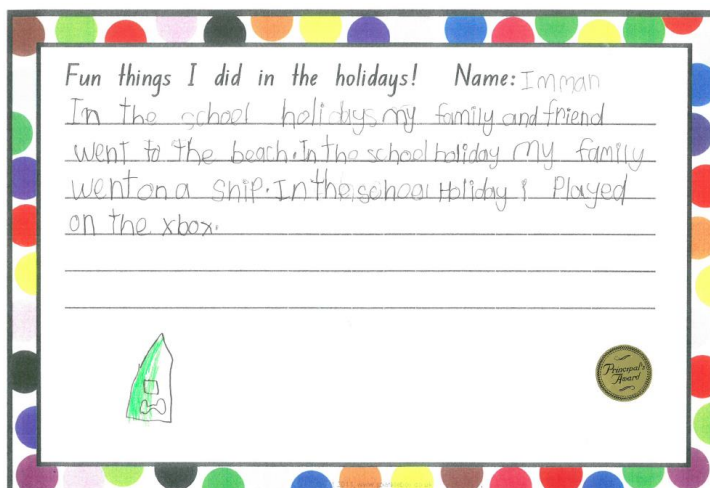 Fun things I did in the holidays! Name: Imman
In the school holidays my family and friend
went to the beach. In the school holiday my family
went on a ship. In the school Holiday i Played
on the xbox.
Principal's
Award